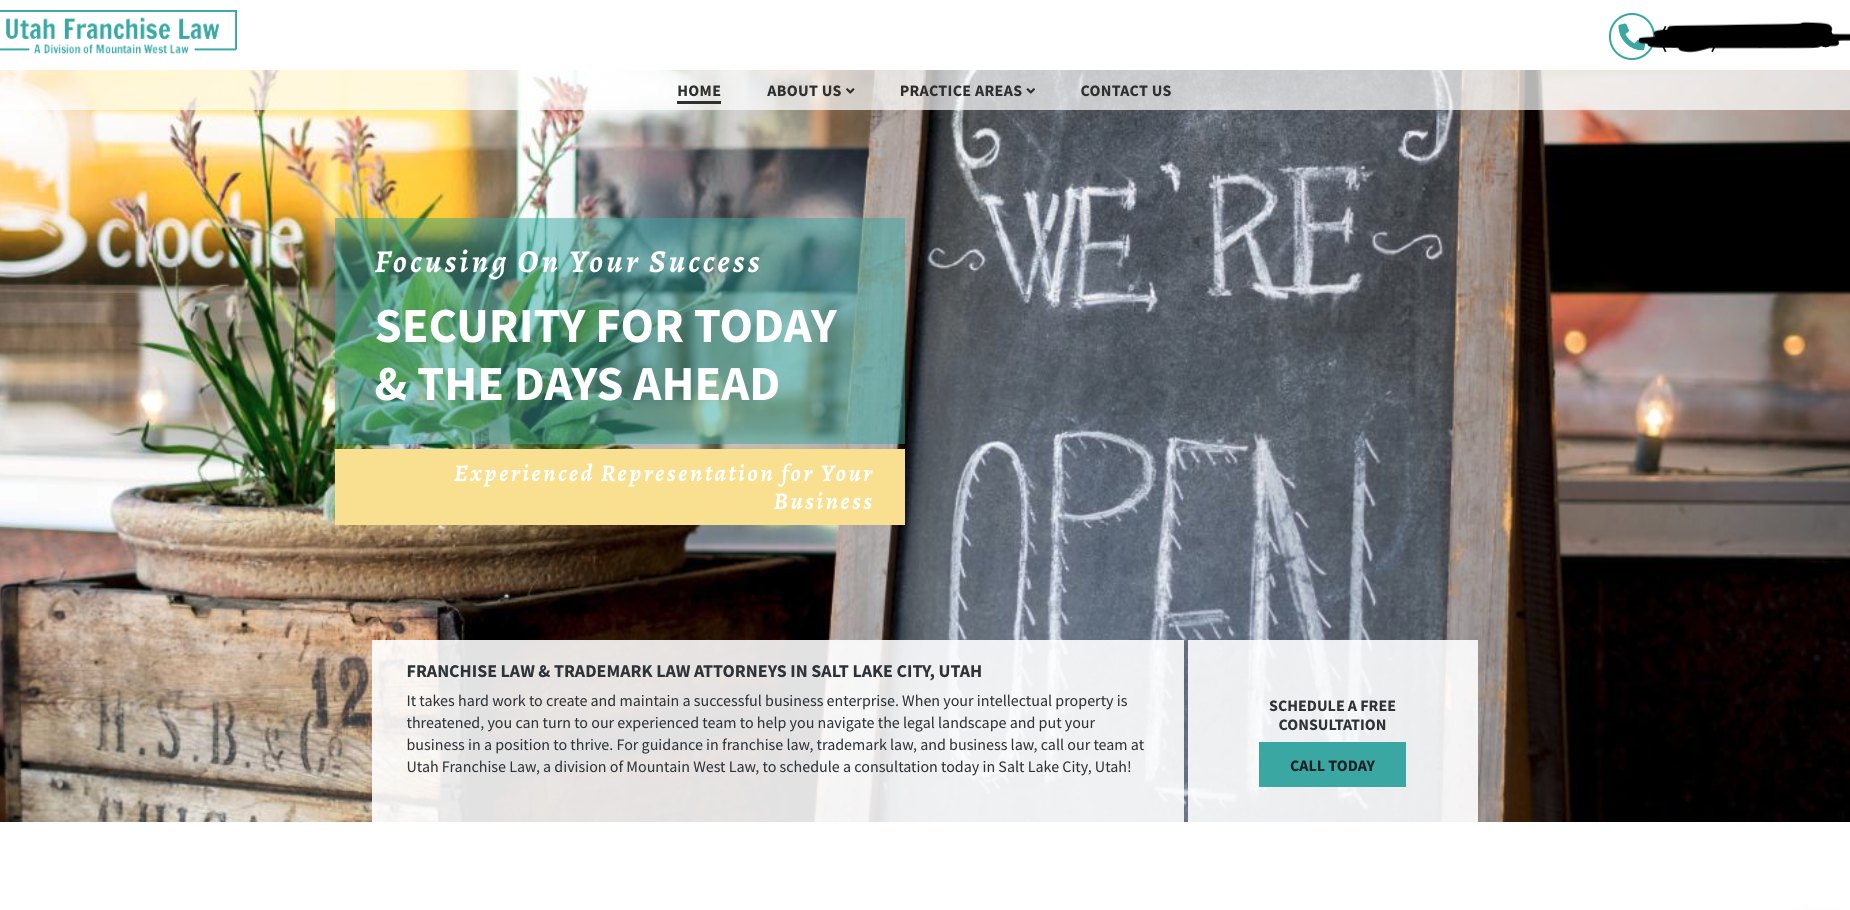 Utah Franchise Law
A Division of Mountain West Law
HOME ABOUT US PRACTICE AREAS CONTACT US
cloche
WE'RE
OPEN
Focusing On Your Success
SECURITY FOR TODAY
& THE DAYS AHEAD
Experienced Representation for Your
Business
12
H.S.B. & Co
FRANCHISE LAW & TRADEMARK LAW ATTORNEYS IN SALT LAKE CITY, UTAH
It takes hard work to create and maintain a successful business enterprise. When your intellectual property is
threatened, you can turn to our experienced team to help you navigate the legal landscape and put your
business in a position to thrive. For guidance in franchise law, trademark law, and business law, call our team at
Utah Franchise Law, a division of Mountain West Law, to schedule a consultation today in Salt Lake City, Utah!
SCHEDULE A FREE
CONSULTATION
CALL TODAY